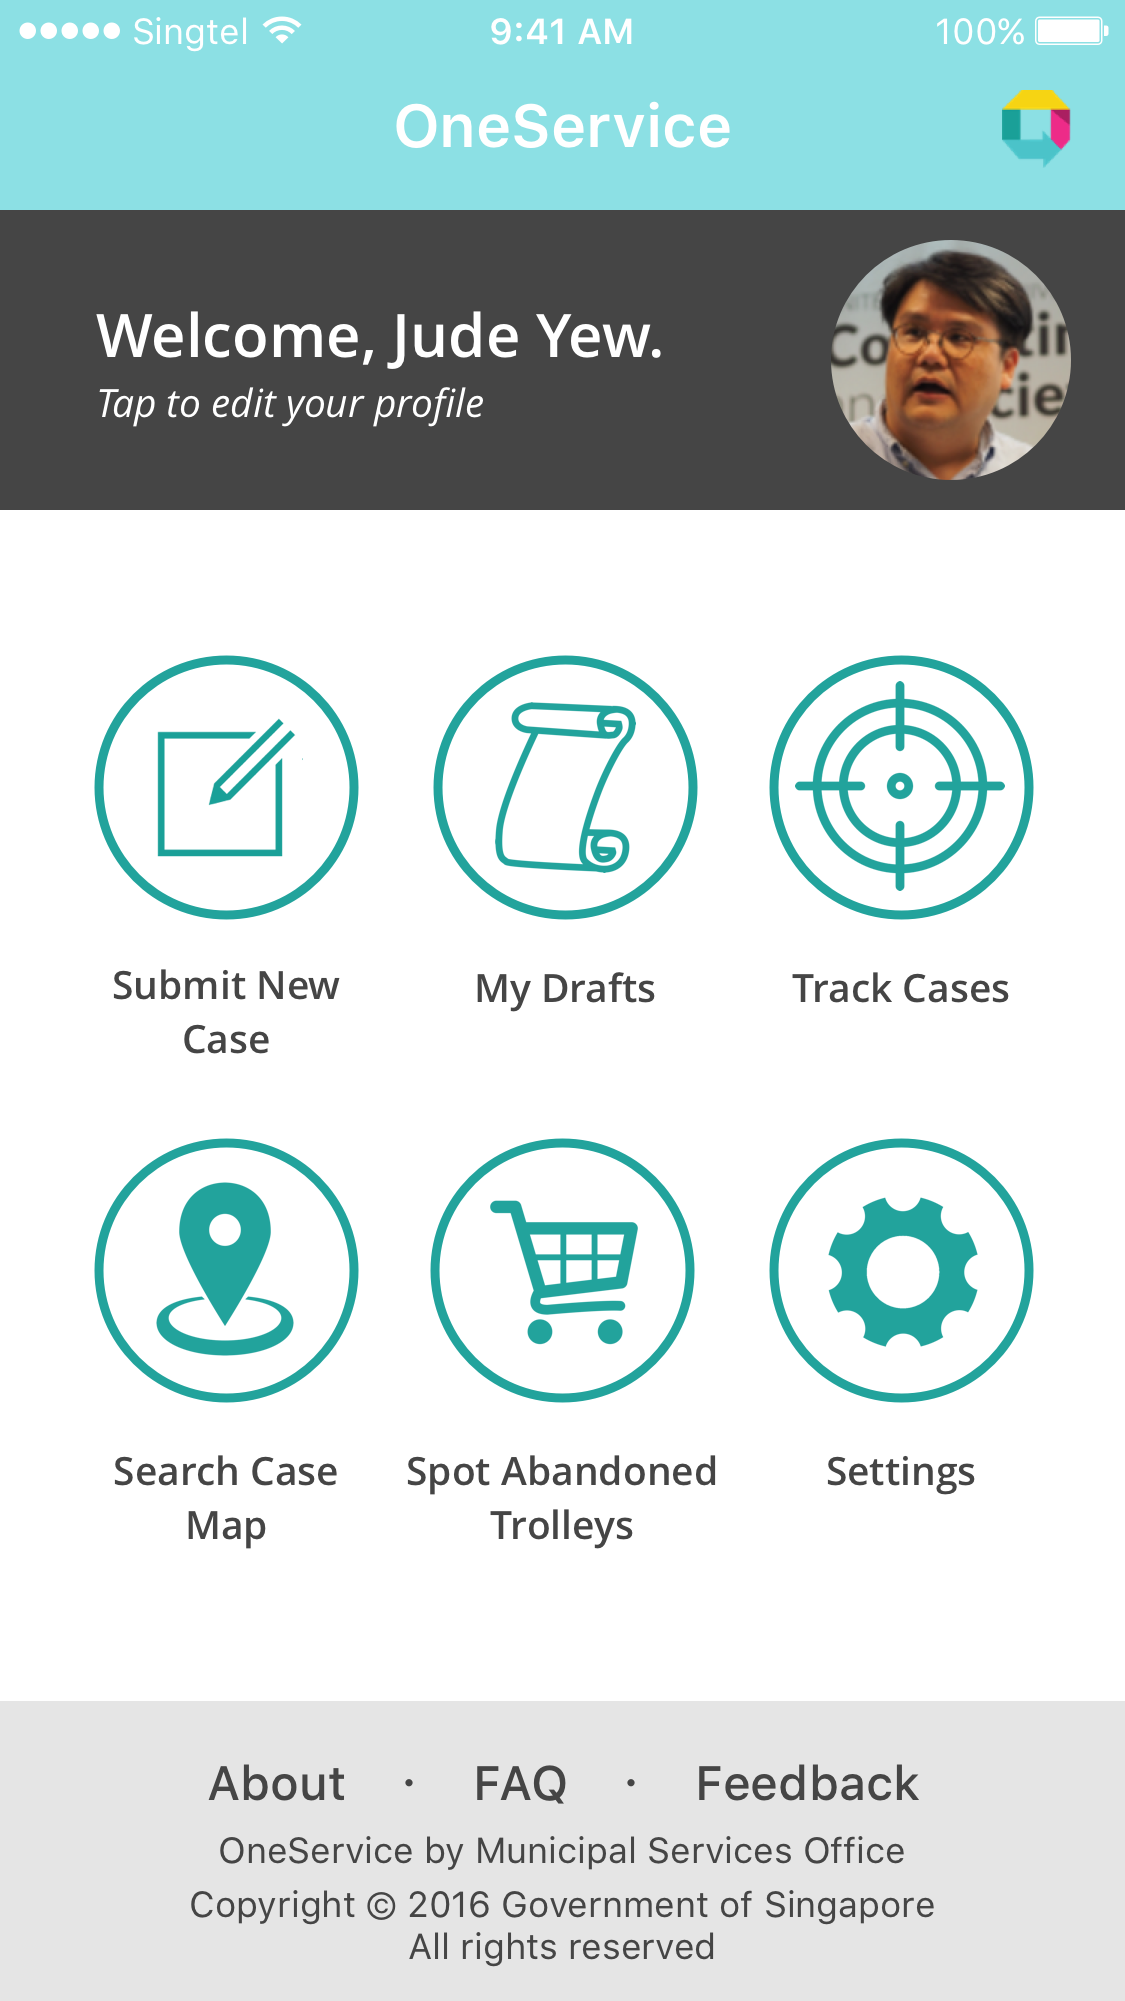 Singtel 9:41 AM 100%
OneService
Welcome, Jude Yew.
Tap to edit your profile
Submit New
Case
My Drafts
Track Cases
Search Case
Map
Spot Abandoned
Trolleys
Settings
About · FAQ · Feedback
OneService by Municipal Services Office
Copyright © 2016 Government of Singapore
All rights reserved